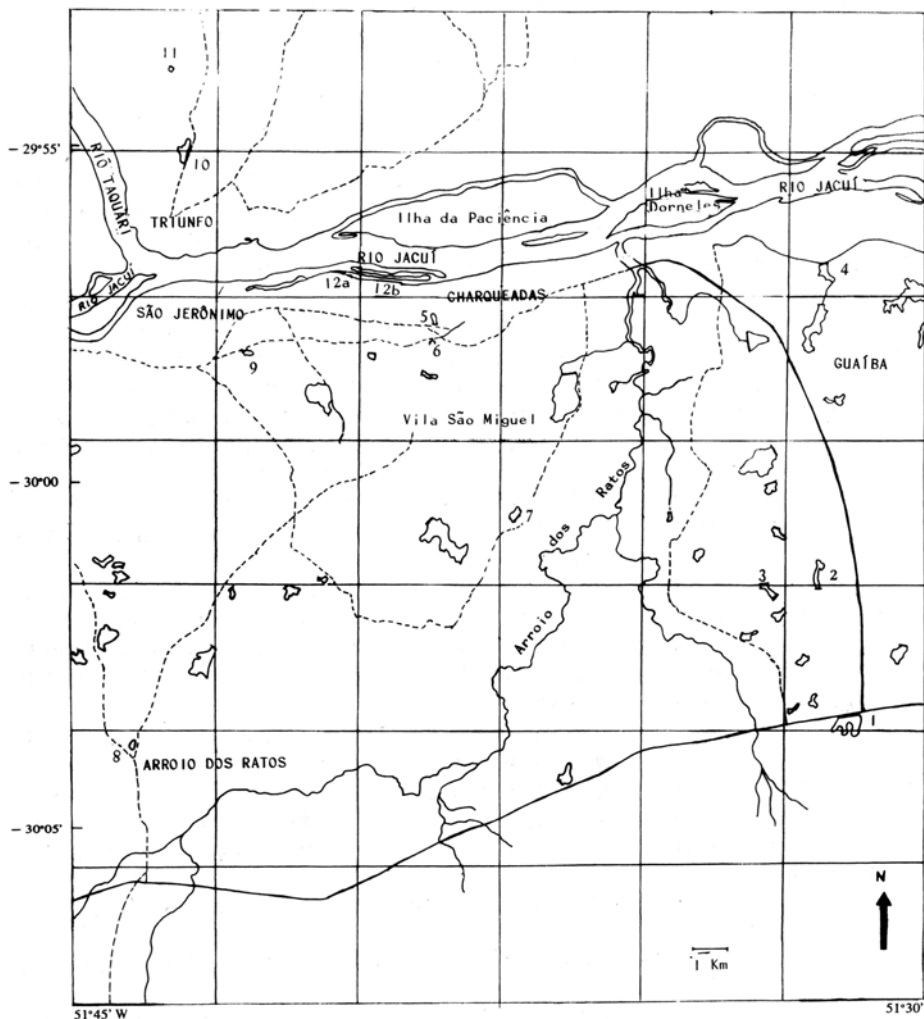 11
- 29°55'
10
RIO TAQUÁRI
RIO JACUÍ
Ilha Dorneles
TRIUNFO
Ilha da Paciência
RIO JACUÍ
4
RIO JACUÍ
12a
12b
CHARQUEADAS
SÃO JERÔNIMO
5
6
9
GUAÍBA
Vila São Miguel
- 30°00
7
Arroio dos Ratos
3
2
1
8
ARROIO DOS RATOS
- 30°05'
N
1 Km
51°45' W
51°30'